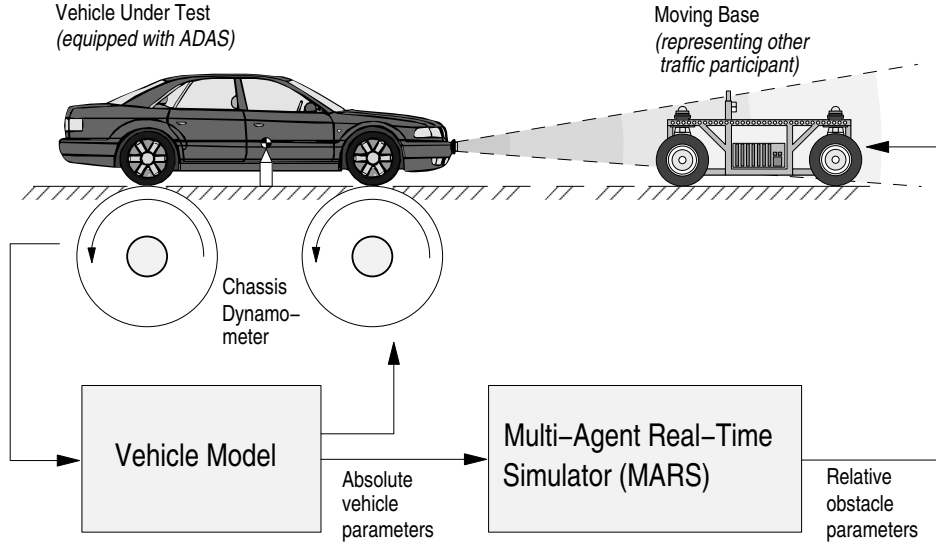 Vehicle Under Test
(equipped with ADAS)
Moving Base
(representing other
traffic participant)
Chassis
Dynamo–
meter
Vehicle Model
Multi–Agent Real–Time
Simulator (MARS)
Absolute
vehicle
parameters
Relative
obstacle
parameters